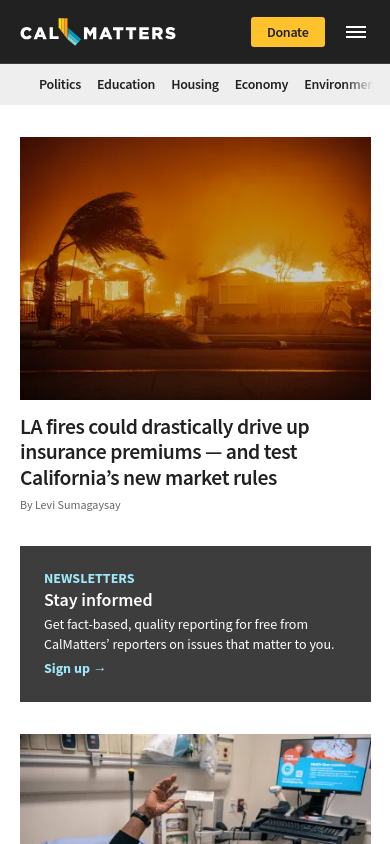 CALMATTERS
Donate
Politics Education Housing Economy
LA fires could drastically drive up
insurance premiums — and test
California’s new market rules
By Levi Sumagaysay
NEWSLETTERS
Stay informed
Get fact-based, quality reporting for free from
CalMatters’ reporters on issues that matter to you.
Sign up →